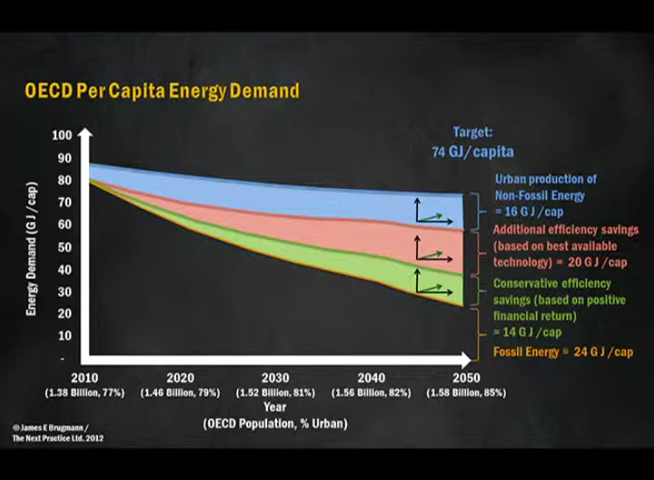 OECD Per Capita Energy Demand
Target:
74 GJ/capita
Energy Demand (GJ/cap)
100
90
80
70
60
50
40
30
20
10
-
Urban production of
Non-Fossil Energy
= 16 GJ/cap
Additional efficiency savings
(based on best available
technology) = 20 GJ/cap
Conservative efficiency
savings (based on positive
financial return)
= 14 GJ/cap
Fossil Energy = 24 GJ/cap
2010 2020 2030 2040 2050
(1.38 Billion, 77%) (1.46 Billion, 79%) (1.52 Billion, 81%) (1.56 Billion, 82%) (1.58 Billion, 85%)
Year
(OECD Population, % Urban)
© James E Brugmann /
The Next Practice Ltd. 2012